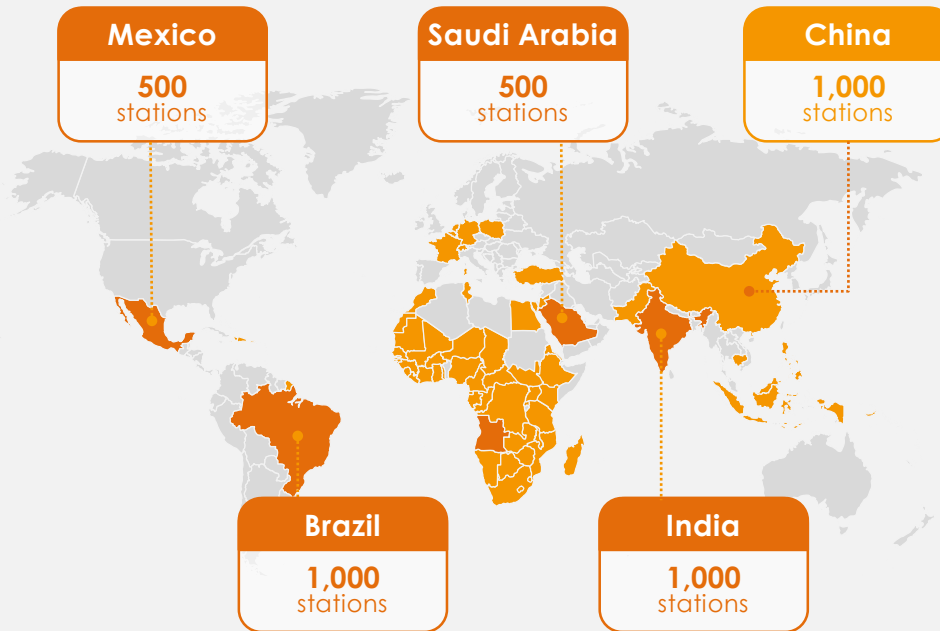 Mexico
500
stations
Saudi Arabia
500
stations
China
1,000
stations
Brazil
1,000
stations
India
1,000
stations